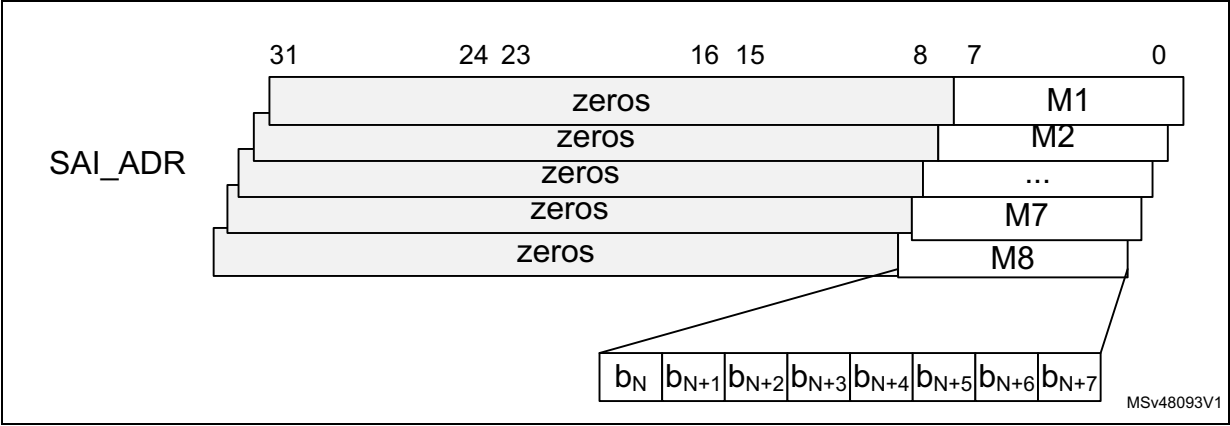 31 24 23 16 15 8 7 0
zeros M1
zeros M2
SAI_ADR
zeros ...
zeros M7
zeros M8
bN bN+1 bN+2 bN+3 bN+4 bN+5 bN+6 bN+7
MSv48093V1